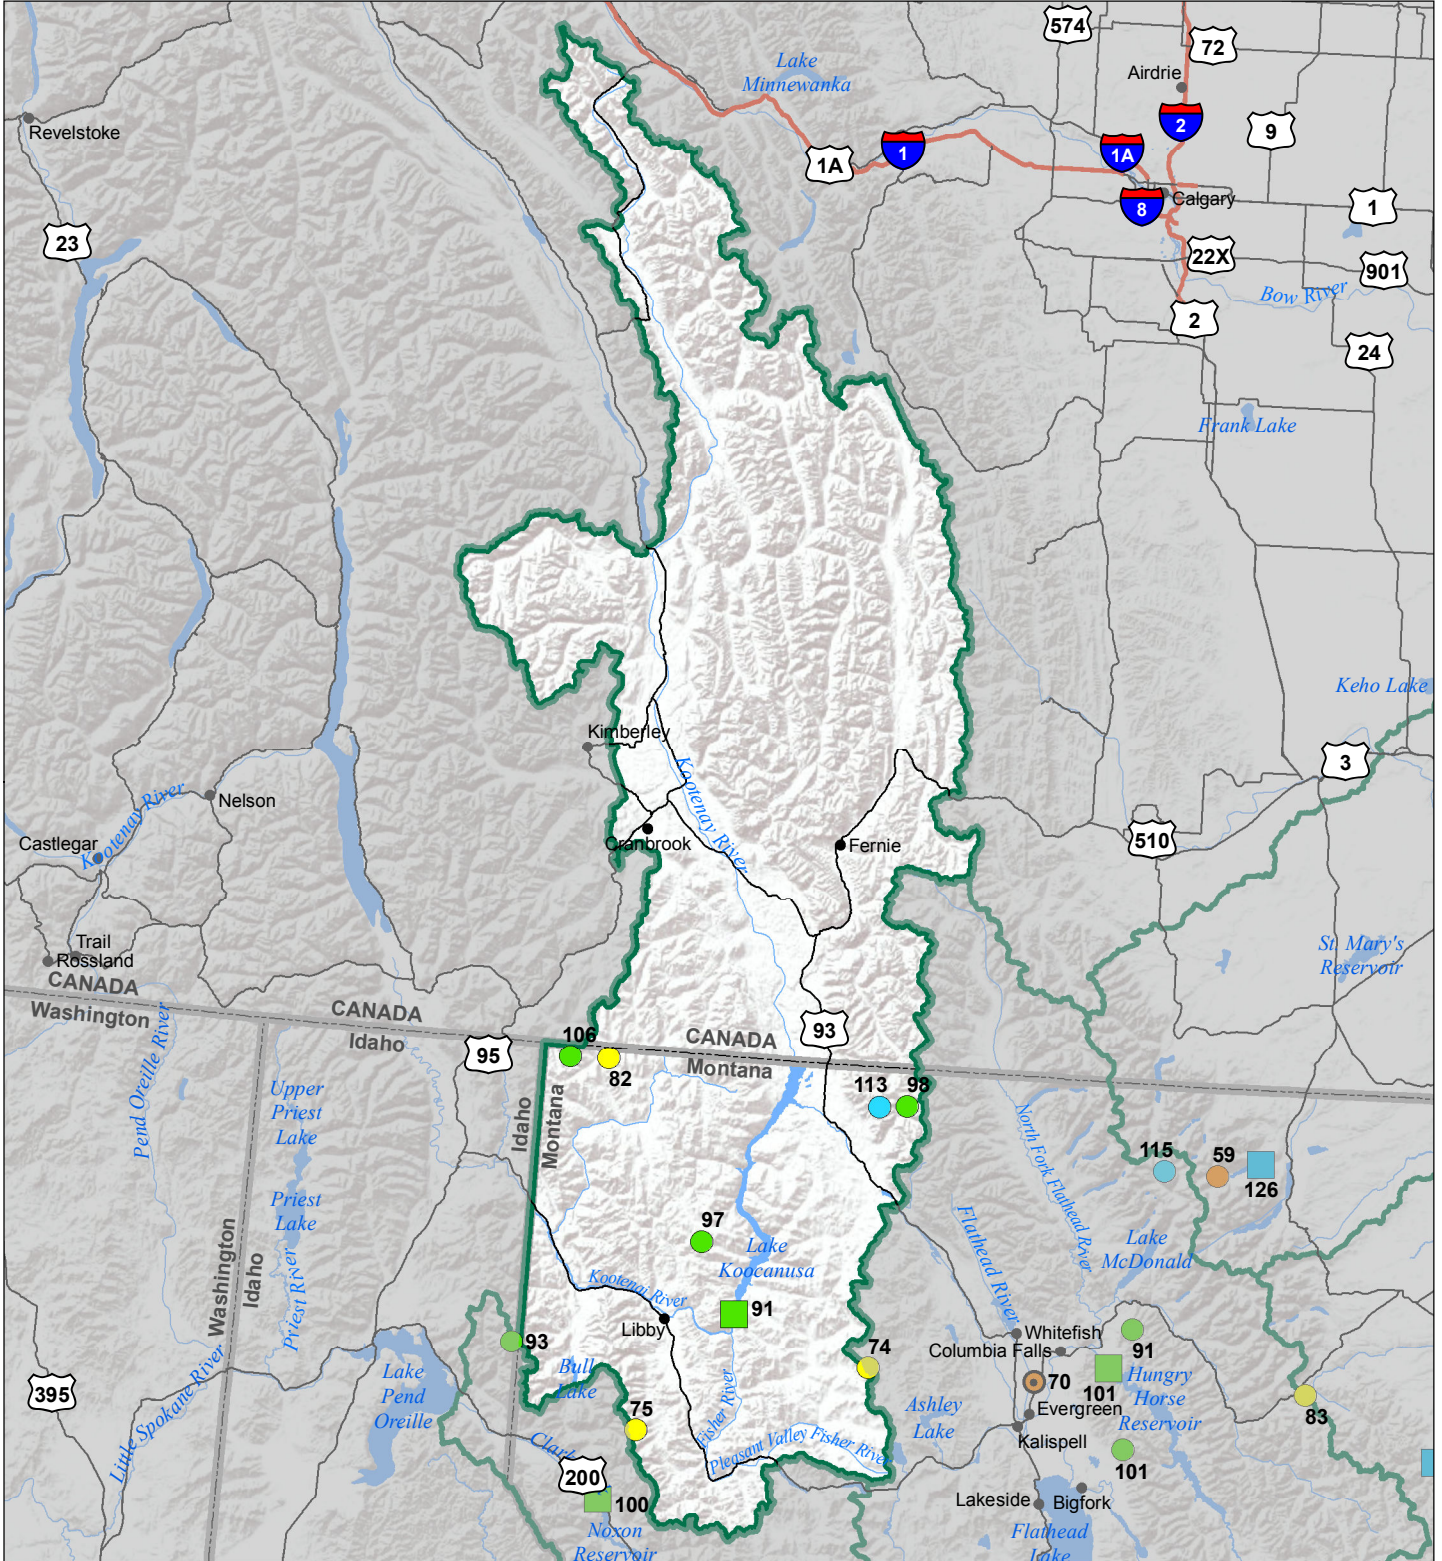 574
72
Airdrie
Lake
Minnewanka
Revelstoke
2
9
1
1A
1A
8
Calgary
1
23
22X
901
Bow River
2
24
Frank Lake
Keho Lake
Kimberley
3
Kootenay River
Nelson
Kootenay River
Castlegar
Cranbrook
Fernie
510
Trail
Rossland
St. Mary's
Reservoir
CANADA
Washington
CANADA
Idaho
95
106
82
CANADA
Montana
93
113
98
Pend Oreille River
Upper
Priest
Lake
Idaho
Montana
North Fork Flathead River
115
59
126
Priest
Lake
Washington
Idaho
Priest River
97
Lake
Koocanusa
Flathead River
Lake
McDonald
Kootenai River
91
Libby
93
Whitefish
Columbia Falls
91
Bull
Lake
74
70
101
Hungry
Horse
Reservoir
395
Little Spokane River
Lake
Pend
Oreille
75
Fisher River
Pleasant Valley Fisher River
Ashley
Lake
Evergreen
Kalispell
83
101
Clark
200
100
Noxon
Reservoir
Lakeside
Bigfork
Flathead
Lake